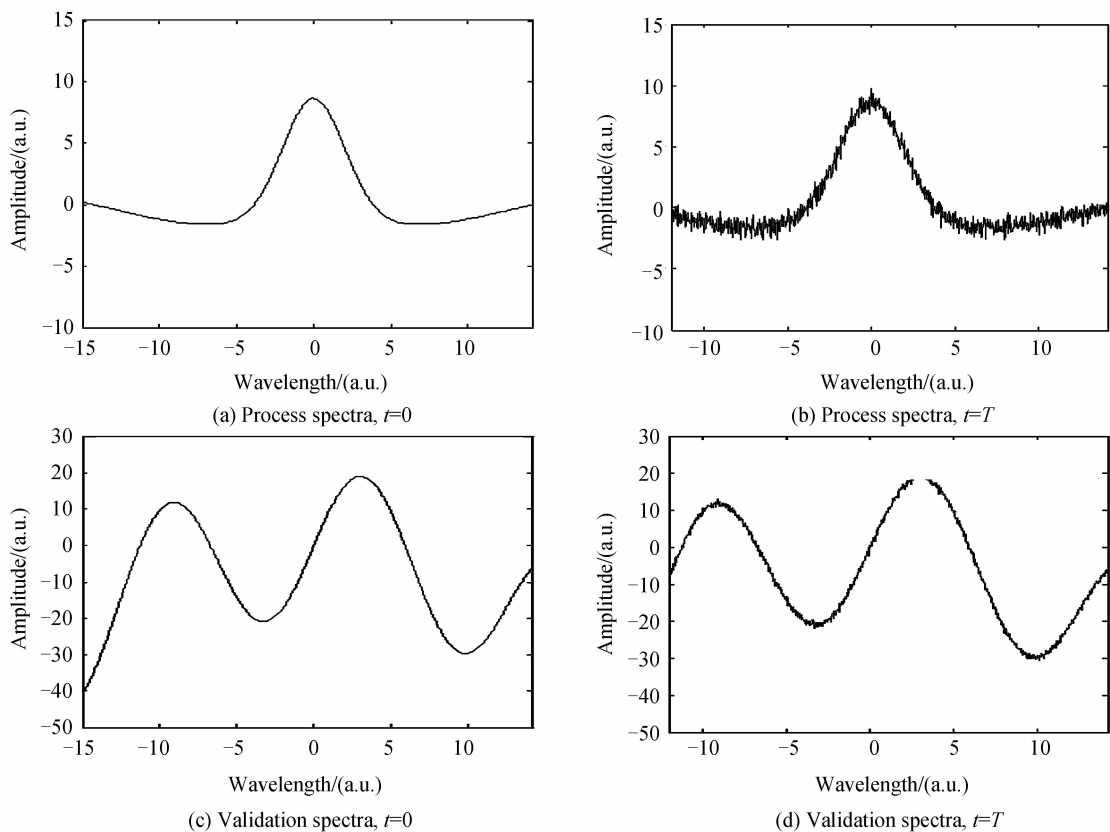 15
10
5
0
−5
−10
Amplitude/(a.u.)
−15 −10 −5 0 5 10
Wavelength/(a.u.)
(a) Process spectra, t=0
15
10
5
0
−5
−10
Amplitude/(a.u.)
−10 −5 0 5 10
Wavelength/(a.u.)
(b) Process spectra, t=T
30
20
10
0
−10
−20
−30
−40
−50
Amplitude/(a.u.)
−15 −10 −5 0 5 10
Wavelength/(a.u.)
(c) Validation spectra, t=0
30
20
10
0
−10
−20
−30
−40
−50
Amplitude/(a.u.)
−10 −5 0 5 10
Wavelength/(a.u.)
(d) Validation spectra, t=T